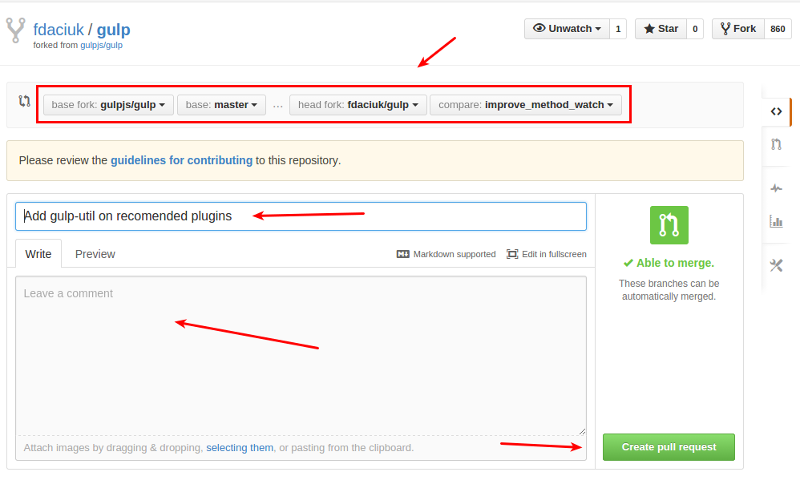 fdaciuk / gulp
forked from gulpjs/gulp
Unwatch 1 Star 0 Fork 860
base fork: gulpjs/gulp base: master ... head fork: fdaciuk/gulp compare: improve_method_watch
Please review the guidelines for contributing to this repository.
Add gulp-util on recomended plugins
Write Preview Markdown supported Edit in fullscreen
Leave a comment
Attach images by dragging & dropping, selecting them, or pasting from the clipboard.
Able to merge.
These branches can be
automatically merged.
Create pull request